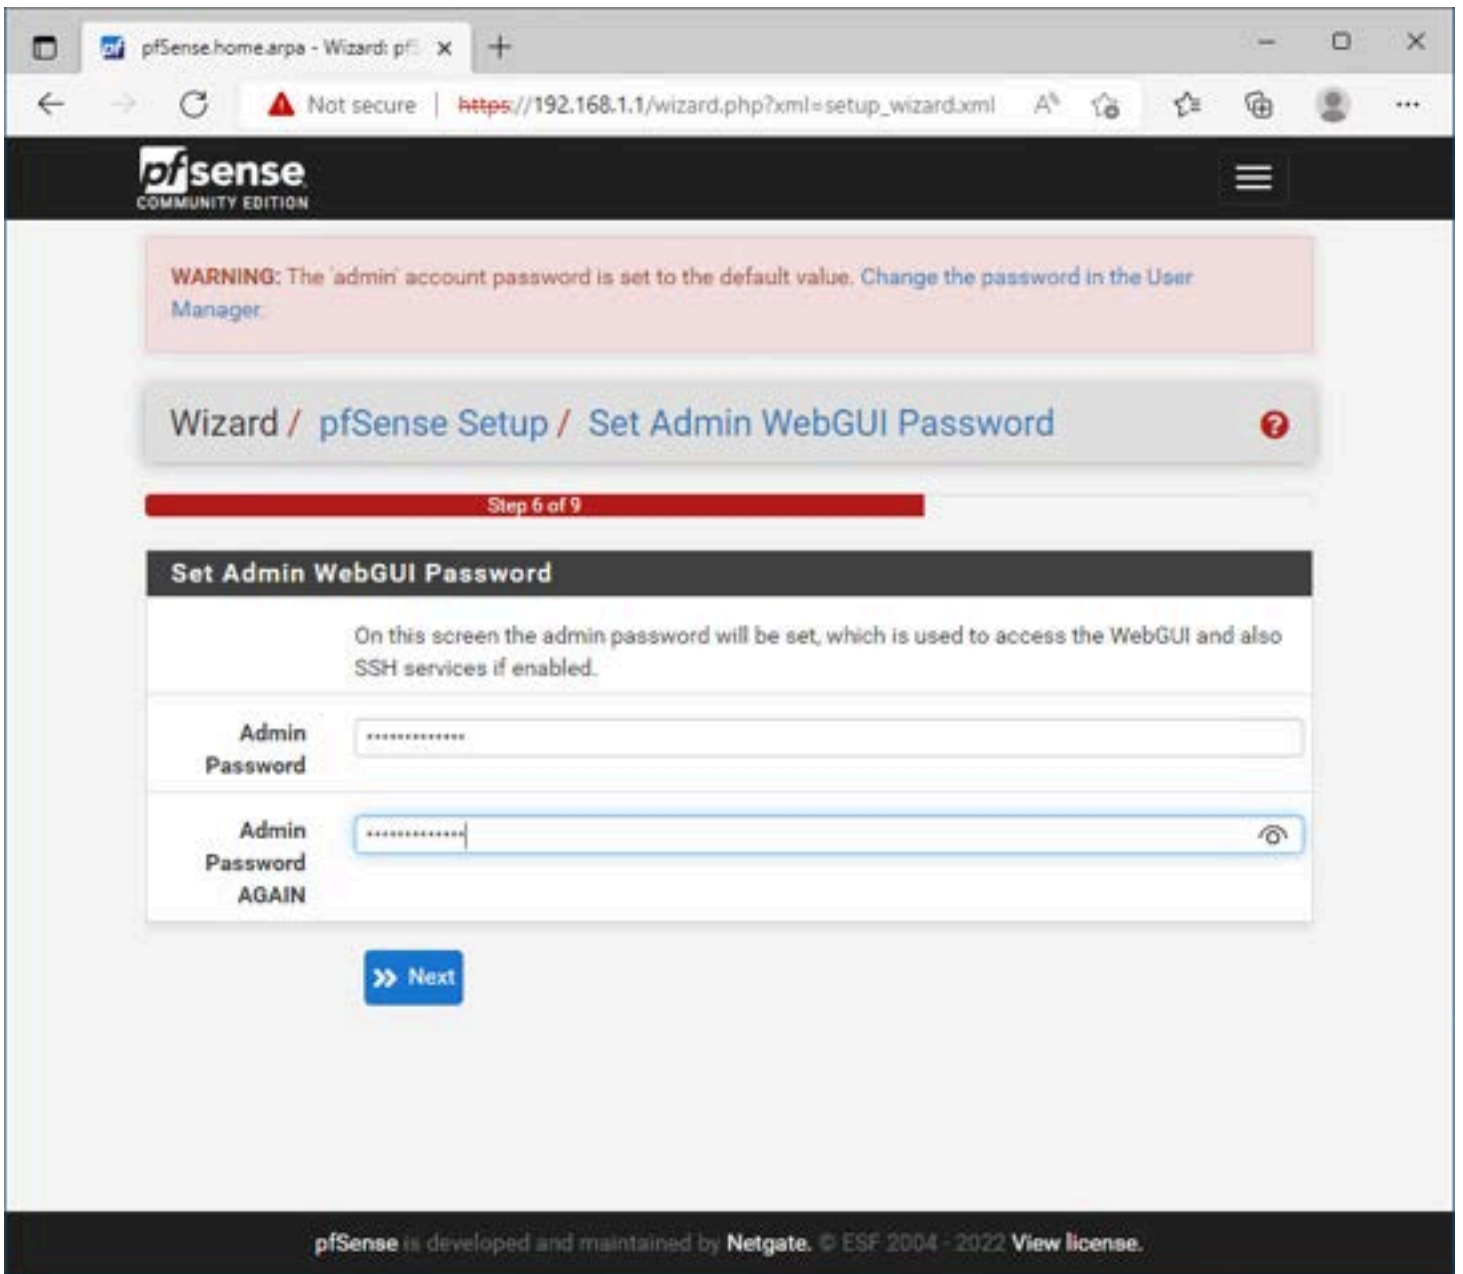 pfSense.home.arpa - Wizard: pfS
Not secure | https://192.168.1.1/wizard.php?xml=setup_wizard.xml
pfsense
COMMUNITY EDITION
WARNING: The 'admin' account password is set to the default value. Change the password in the User
Manager.
Wizard / pfSense Setup / Set Admin WebGUI Password
Step 6 of 9
Set Admin WebGUI Password
On this screen the admin password will be set, which is used to access the WebGUI and also
SSH services if enabled.
Admin
Password
•••••••••••••
Admin
Password
AGAIN
•••••••••••••
Next
pfSense is developed and maintained by Netgate. © ESF 2004 - 2022 View license.